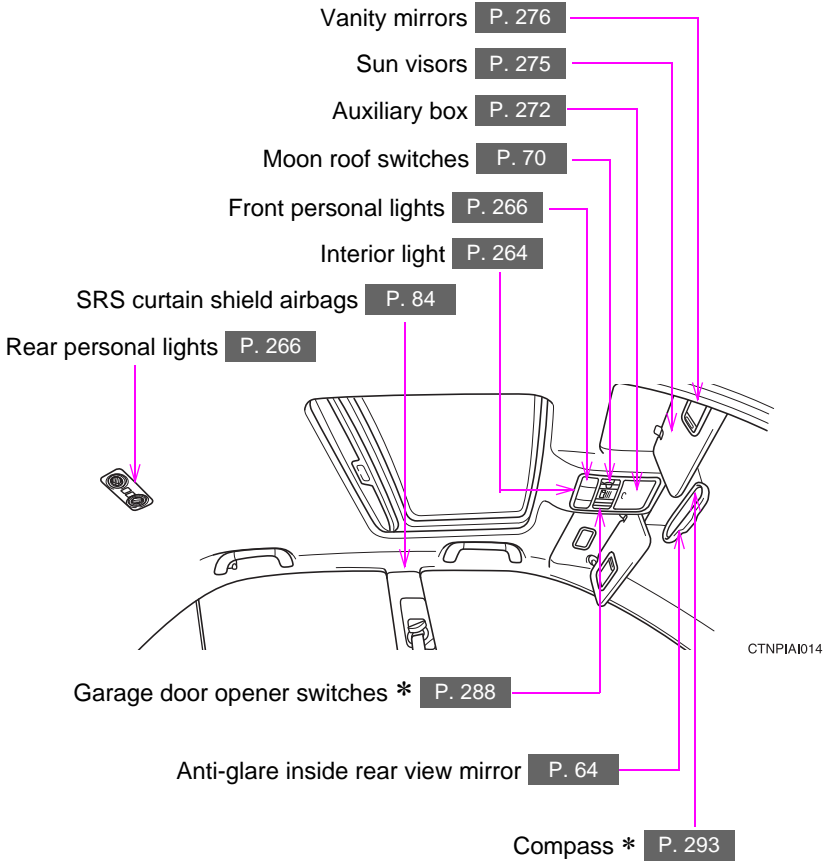 Vanity mirrors P. 276
Sun visors P. 275
Auxiliary box P. 272
Moon roof switches P. 70
Front personal lights P. 266
Interior light P. 264
SRS curtain shield airbags P. 84
Rear personal lights P. 266
CTNPIAI014
Garage door opener switches * P. 288
Anti-glare inside rear view mirror P. 64
Compass * P. 293